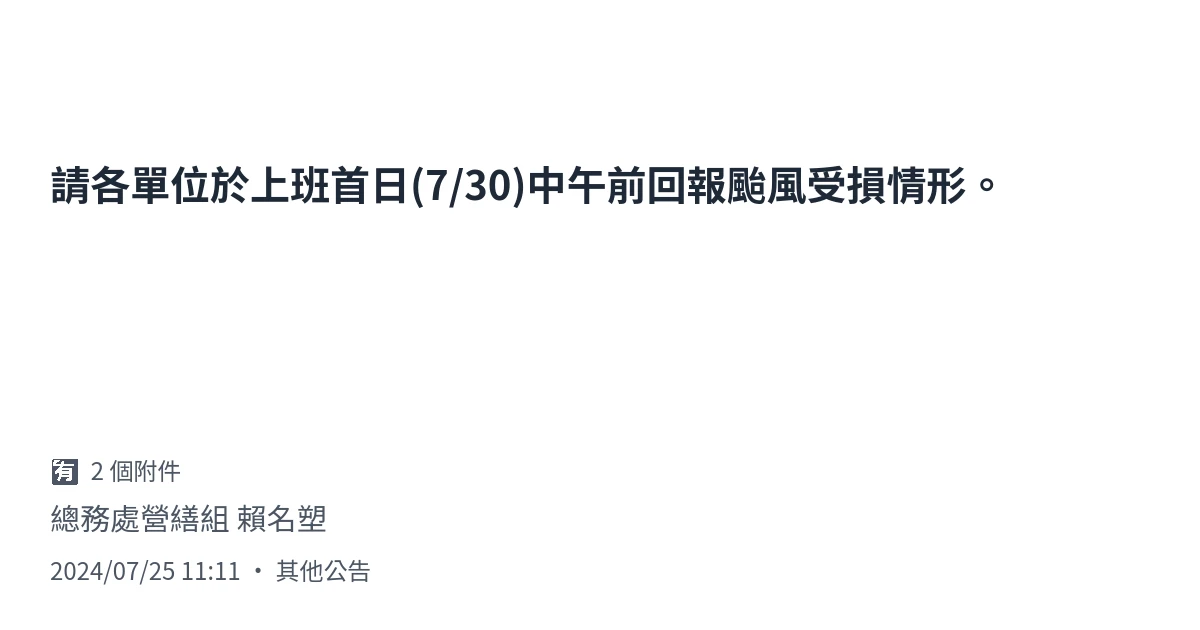 請各單位於上班首日(7/30)中午前回報颱風受損情形。
🈶 2 個附件
總務處營繕組 賴名塑
2024/07/25 11:11 • 其他公告